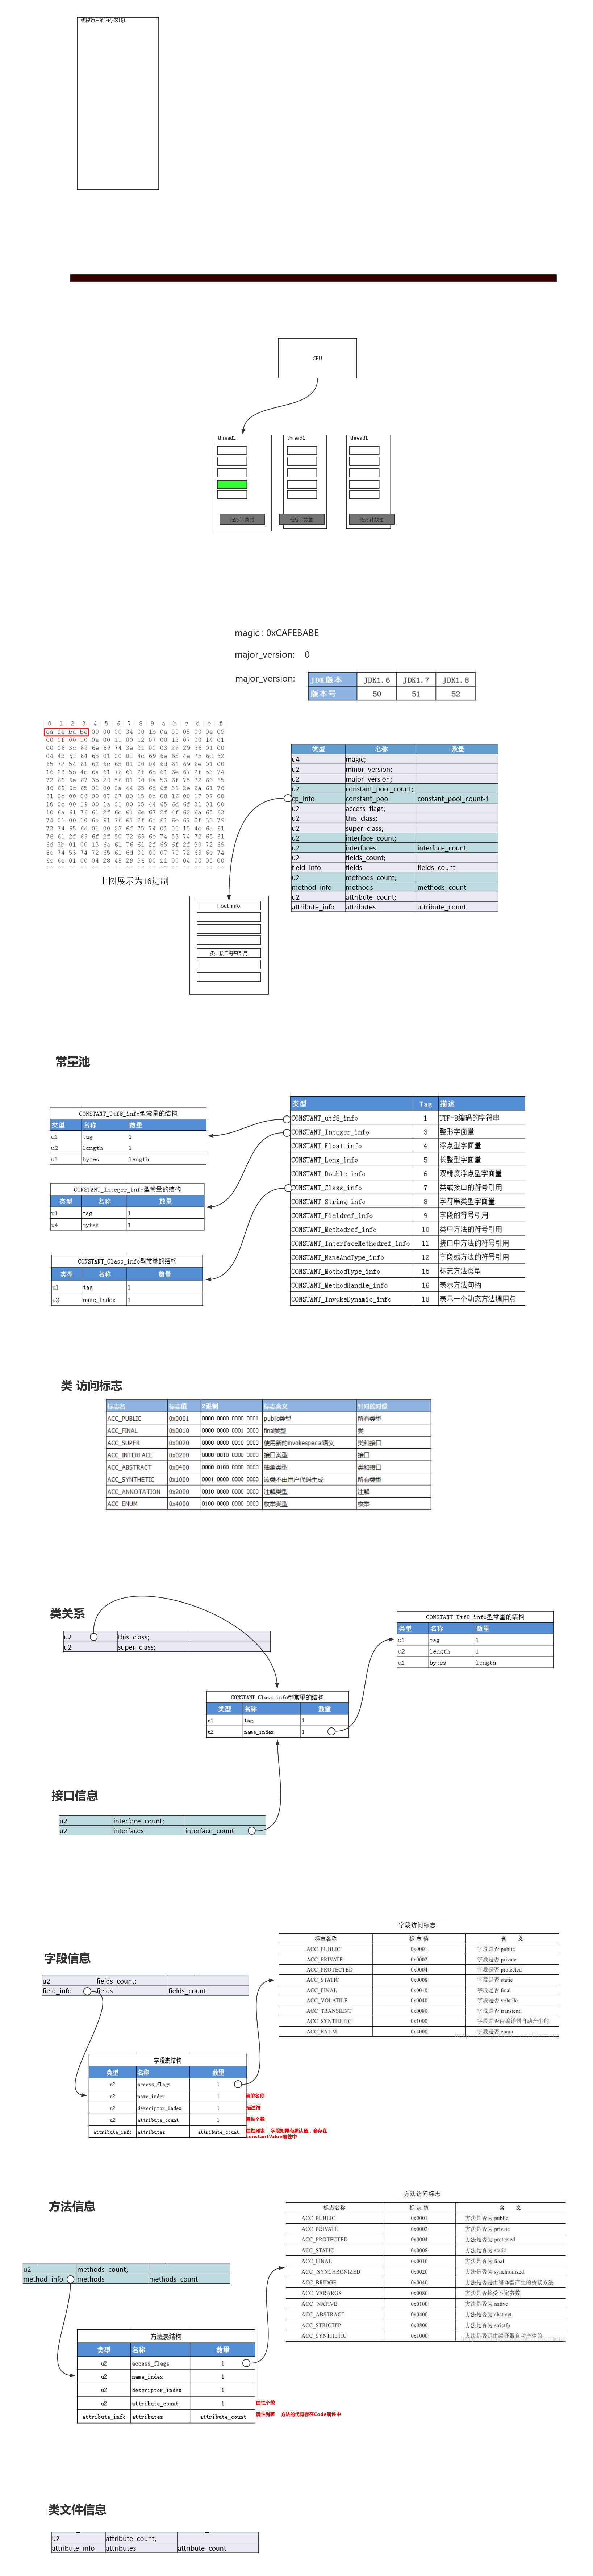 线程独占的内存区域1
CPU
thread1
thread1
thread1
程序计数器
程序计数器
程序计数器
magic : 0xCAFEBABE
major_version: 0
major_version:
JDK版本 JDK1.6 JDK1.7 JDK1.8
版本号 50 51 52
0 1 2 3 4 5 6 7 8 9 a b c d e f
ca fe ba be 00 00 00 34 00 1b 0a 00 05 00 0e 09
00 0f 00 10 0a 00 11 00 12 07 00 13 07 00 14 01
00 06 3c 69 6e 69 74 3e 01 00 03 28 29 56 01 00
04 43 6f 64 65 01 00 0f 4c 69 6e 65 4e 75 6d 62
65 72 54 61 62 6c 65 01 00 04 6d 61 69 6e 01 00
16 28 5b 4c 6a 61 76 61 2f 6c 61 6e 67 2f 53 74
72 69 6e 67 3b 29 56 01 00 0a 53 6f 75 72 63 65
46 69 6c 65 01 00 0a 44 65 6d 6f 31 2e 6a 61 76
61 0c 00 06 00 07 07 00 15 0c 00 16 00 17 07 00
18 0c 00 19 00 1a 01 00 05 44 65 6d 6f 31 01 00
10 6a 61 76 61 2f 6c 61 6e 67 2f 4f 62 6a 65 63
74 01 00 10 6a 61 76 61 2f 6c 61 6e 67 2f 53 79
73 74 65 6d 01 00 03 6f 75 74 01 00 15 4c 6a 61
76 61 2f 69 6f 2f 50 72 69 6e 74 53 74 72 65 61
6d 3b 01 00 13 6a 61 76 61 2f 69 6f 2f 50 72 69
6e 74 53 74 72 65 61 6d 01 00 07 70 72 69 6e 74
6c 6e 01 00 04 28 49 29 56 00 21 00 04 00 05 00
上图展示为16进制
类型 名称 数量
u4 magic;
u2 minor_version;
u2 major_version;
u2 constant_pool_count;
cp_info constant_pool constant_pool_count-1
u2 access_flags;
u2 this_class;
u2 super_class;
u2 interface_count;
u2 interfaces interface_count
u2 fields_count;
field_info fields fields_count
u2 methods_count;
method_info methods methods_count
u2 attribute_count;
attribute_info attributes attribute_count
类、接口符号引用
常量池
CONSTANT_Utf8_info型常量的结构
类型 名称 数量
u1 tag 1
u2 length 1
u1 bytes length
CONSTANT_Integer_info型常量的结构
类型 名称 数量
u1 tag 1
u4 bytes 1
CONSTANT_Class_info型常量的结构
类型 名称 数量
u1 tag 1
u2 name_index 1
类型 Tag 描述
CONSTANT_utf8_info 1 UTF-8编码的字符串
CONSTANT_Integer_info 3 整形字面量
CONSTANT_Float_info 4 浮点型字面量
CONSTANT_Long_info 5 长整型字面量
CONSTANT_Double_info 6 双精度浮点型字面量
CONSTANT_Class_info 7 类或接口的符号引用
CONSTANT_String_info 8 字符串类型字面量
CONSTANT_Fieldref_info 9 字段的符号引用
CONSTANT_Methodref_info 10 类中方法的符号引用
CONSTANT_InterfaceMethodref_info 11 接口中方法的符号引用
CONSTANT_NameAndType_info 12 字段或方法的符号引用
CONSTANT_MothodType_info 15 标志方法类型
CONSTANT_MethodHandle_info 16 表示方法句柄
CONSTANT_InvokeDynamic_info 18 表示一个动态方法调用点
类 访问标志
标志名 标志值 2进制 标志含义 针对的对像
ACC_PUBLIC 0x0001 0000 0000 0000 0001 public类型 所有类型
ACC_FINAL 0x0010 0000 0000 0001 0000 final类型 类
ACC_SUPER 0x0020 0000 0000 0010 0000 使用新的invokespecial语义 类和接口
ACC_INTERFACE 0x0200 0000 0010 0000 0000 接口类型 接口
ACC_ABSTRACT 0x0400 0000 0100 0000 0000 抽象类型 类和接口
ACC_SYNTHETIC 0x1000 0001 0000 0000 0000 该类不由用户代码生成 所有类型
ACC_ANNOTATION 0x2000 0010 0000 0000 0000 注解类型 注解
ACC_ENUM 0x4000 0100 0000 0000 0000 枚举类型 枚举
类关系
u2 this_class;
u2 super_class;
CONSTANT_Utf8_info型常量的结构
类型 名称 数量
u1 tag 1
u2 length 1
u1 bytes length
CONSTANT_Class_info型常量的结构
类型 名称 数量
u1 tag 1
u2 name_index 1
接口信息
u2 interface_count;
u2 interfaces interface_count
字段信息
u2 fields_count;
field_info fields fields_count
字段访问标志
标志名称 标 志 值 含 义
ACC_PUBLIC 0x0001 字段是否 public
ACC_PRIVATE 0x0002 字段是否 private
ACC_PROTECTED 0x0004 字段是否 protected
ACC_STATIC 0x0008 字段是否 static
ACC_FINAL 0x0010 字段是否 final
ACC_VOLATILE 0x0040 字段是否 volatile
ACC_TRANSIENT 0x0080 字段是否 transient
ACC_SYNTHETIC 0x1000 字段是否由编译器自动产生的
ACC_ENUM 0x4000 字段是否 enum
字段表结构
类型 名称 数量
u2 access_flags 1
u2 name_index 1 简单名称
u2 descriptor_index 1 描述符
u2 attribute_count 1 属性个数
attribute_info attributes attribute_count 属性列表 字段如果有默认值，会存在
ConstantValue属性中
方法信息
u2 methods_count;
method_info methods methods_count
方法访问标志
标志名称 标 志 值 含 义
ACC_PUBLIC 0x0001 方法是否为 public
ACC_PRIVATE 0x0002 方法是否为 private
ACC_PROTECTED 0x0004 方法是否为 protected
ACC_STATIC 0x0008 方法是否为 static
ACC_FINAL 0x0010 方法是否为 final
ACC_SYNCHRONIZED 0x0020 方法是否为 synchronized
ACC_BRIDGE 0x0040 方法是否是由编译器产生的桥接方法
ACC_VARARGS 0x0080 方法是否接受不定参数
ACC_NATIVE 0x0100 方法是否为 native
ACC_ABSTRACT 0x0400 方法是否为 abstract
ACC_STRICTFP 0x0800 方法是否为 strictfp
ACC_SYNTHETIC 0x1000 方法是否是由编译器自动产生的
方法表结构
类型 名称 数量
u2 access_flags 1
u2 name_index 1
u2 descriptor_index 1
u2 attribute_count 1 属性个数
attribute_info attributes attribute_count 属性列表 方法的代码存在Code属性中
类文件信息
u2 attribute_count;
attribute_info attributes attribute_count